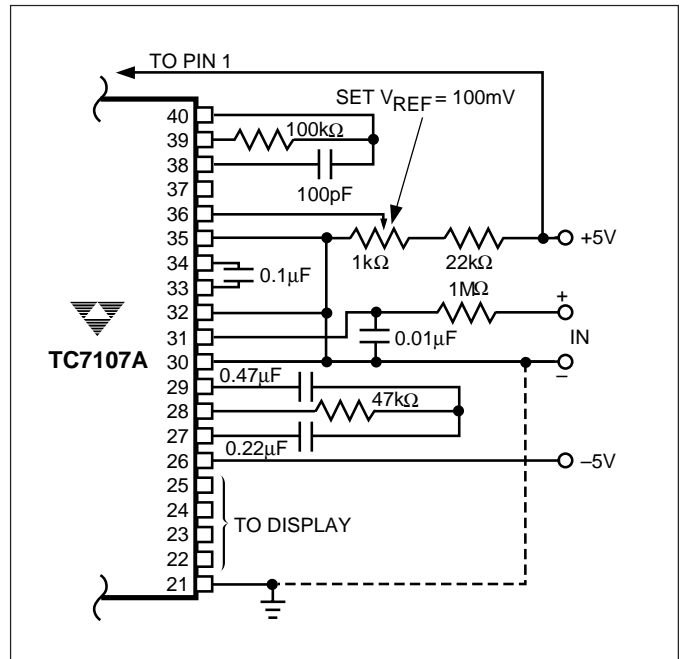 TO PIN 1
SET VREF = 100mV
40
39
100kΩ
38
100pF
37
36
35
+5V
1kΩ
22kΩ
34
0.1µF
33
1MΩ
+
32
IN
31
0.01µF
TC7107A
30
–
0.47µF
29
47kΩ
28
27
0.22µF
26
–5V
25
24
TO DISPLAY
23
22
21